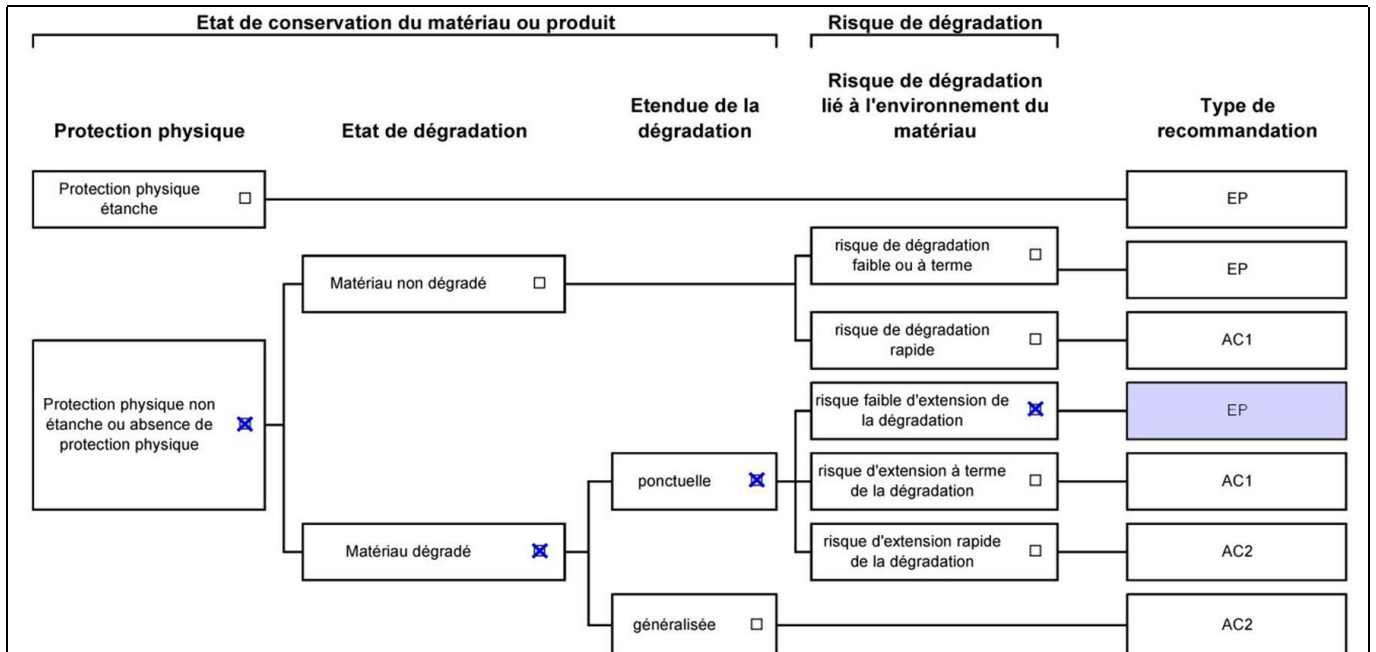 Etat de conservation du matériau ou produit
Risque de dégradation
Protection physique
Etat de dégradation
Etendue de la
dégradation
Risque de dégradation
lié à l'environnement du
matériau
Type de
recommandation
Protection physique
étanche
EP
risque de dégradation
faible ou à terme
EP
Matériau non dégradé
risque de dégradation
rapide
AC1
Protection physique non
étanche ou absence de
protection physique
risque faible d'extension de
la dégradation
EP
ponctuelle
risque d'extension à terme
de la dégradation
AC1
Matériau dégradé
risque d'extension rapide
de la dégradation
AC2
généralisée
AC2